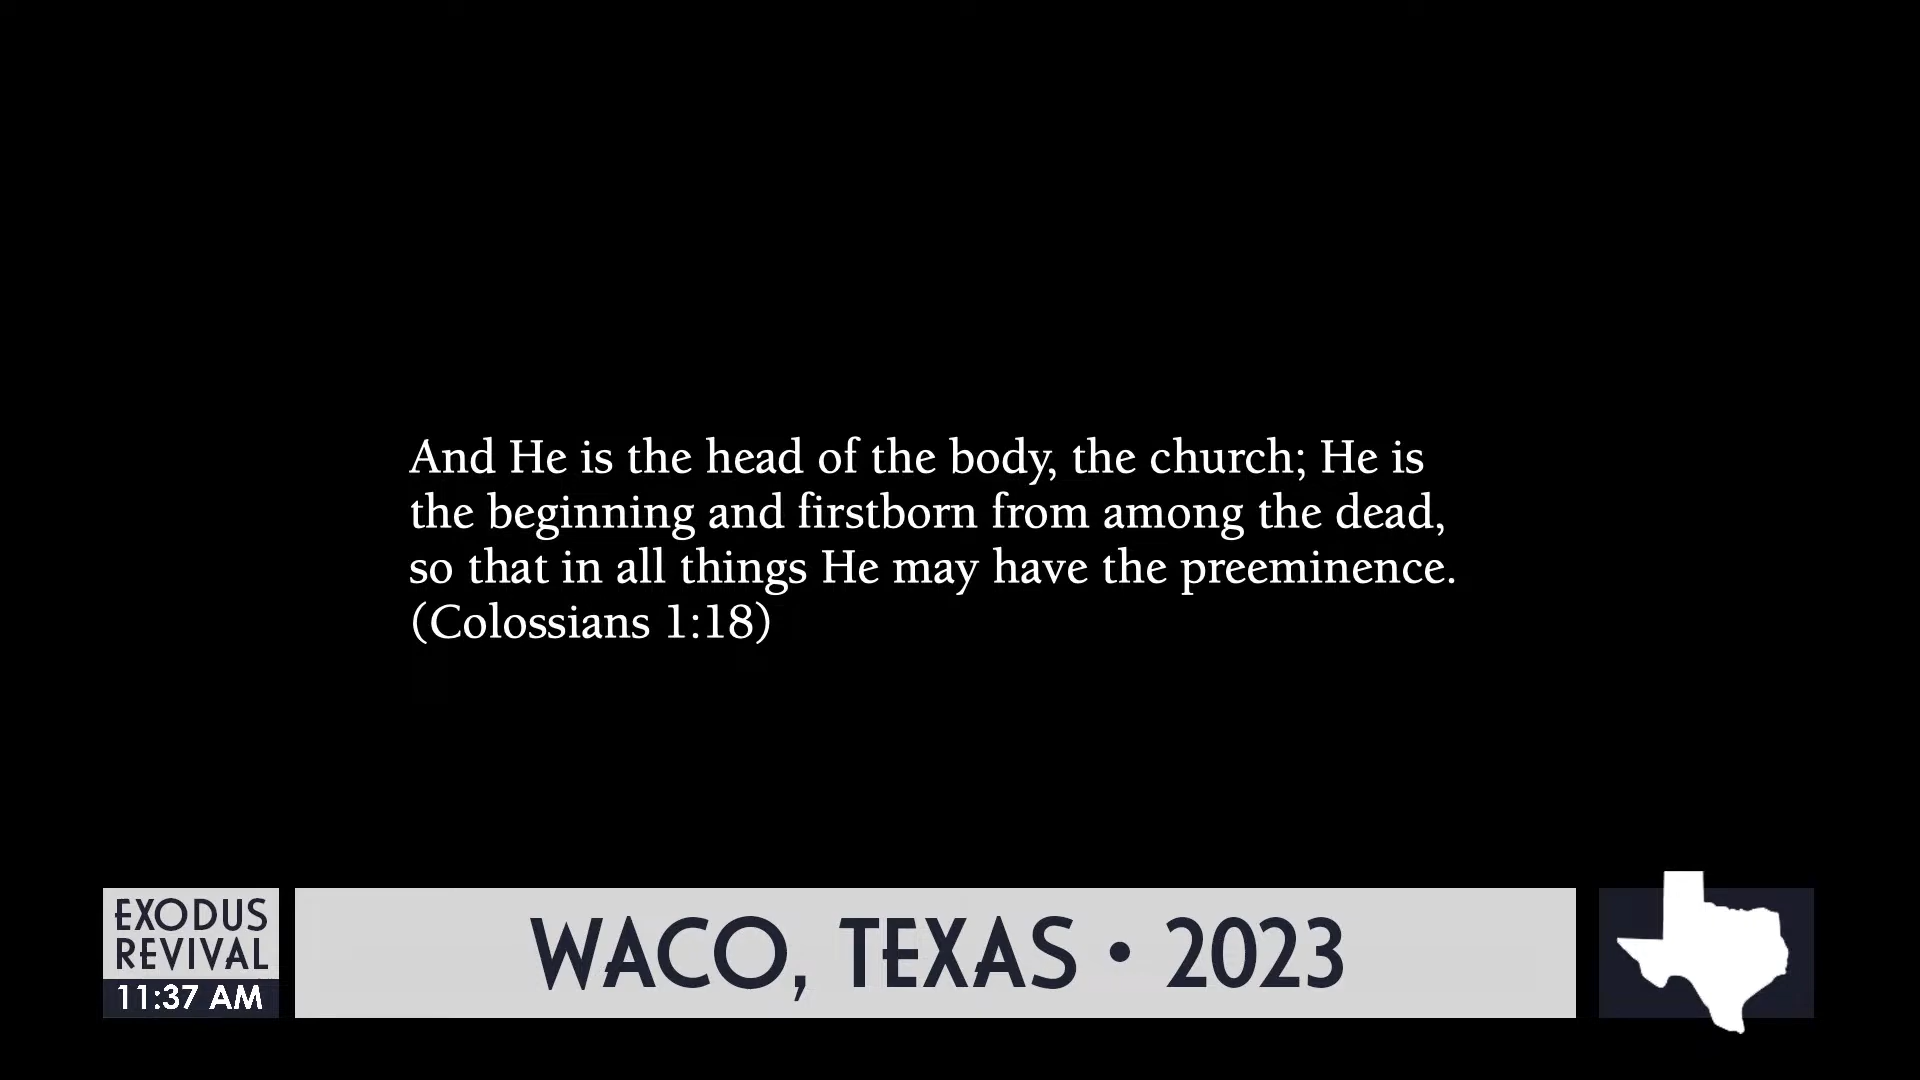 And He is the head of the body, the church; He is
the beginning and firstborn from among the dead,
so that in all things He may have the preeminence.
(Colossians 1:18)
EXODUS
REVIVAL
11:37 AM
WACO, TEXAS • 2023